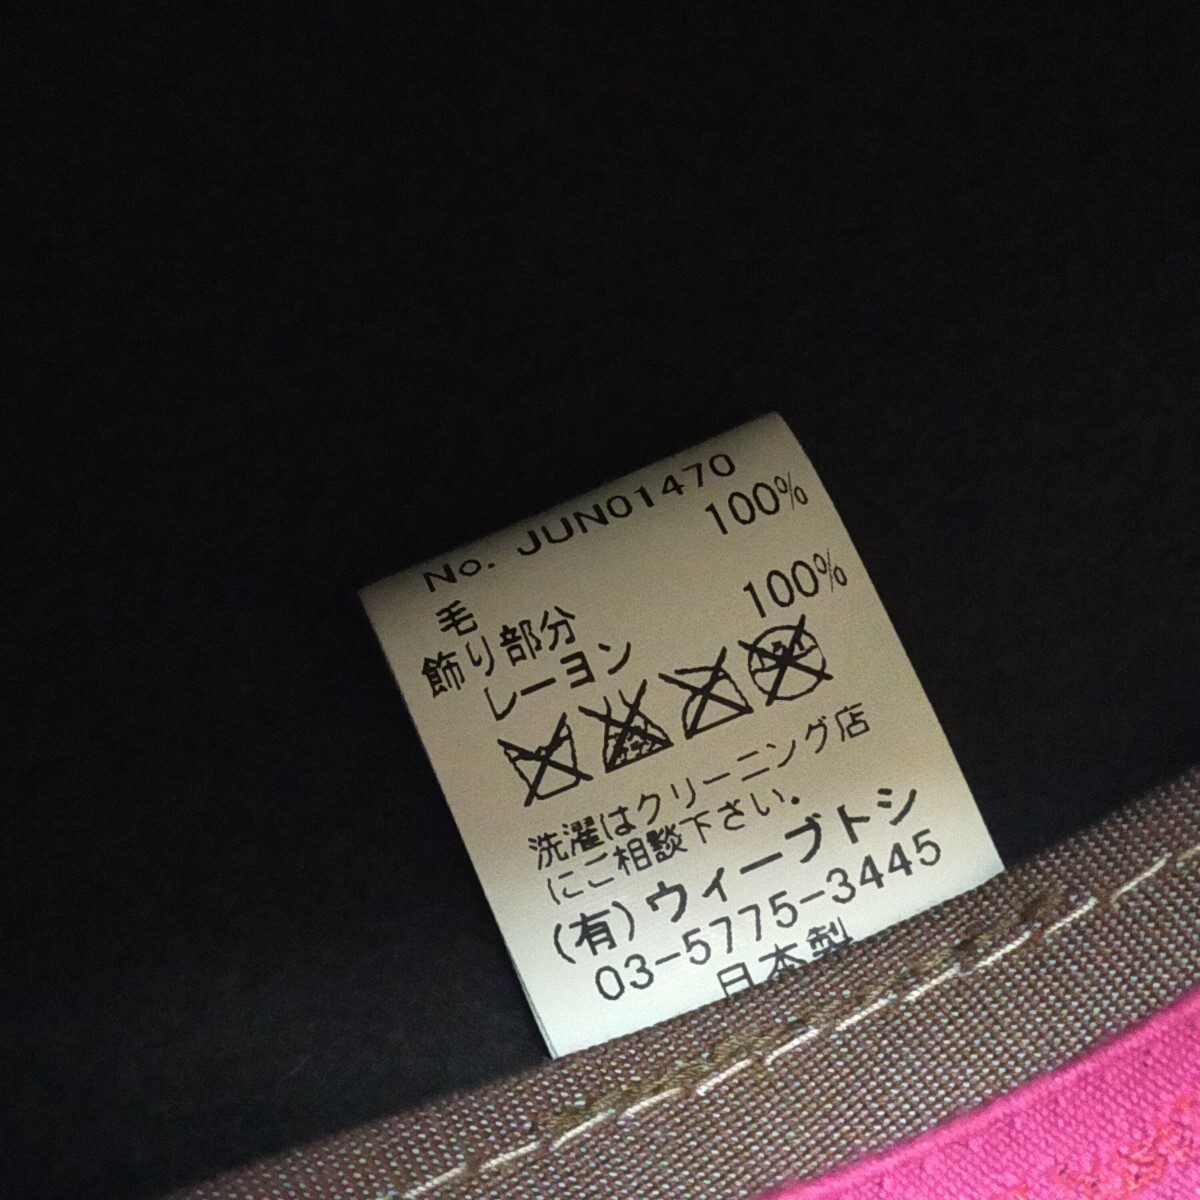 No. JUN01470
毛 100%
飾り部分
レーヨン 100%
洗濯はクリーニング店
にご相談下さい.
(有)ウィーブトシ
03-5775-3445
日本製